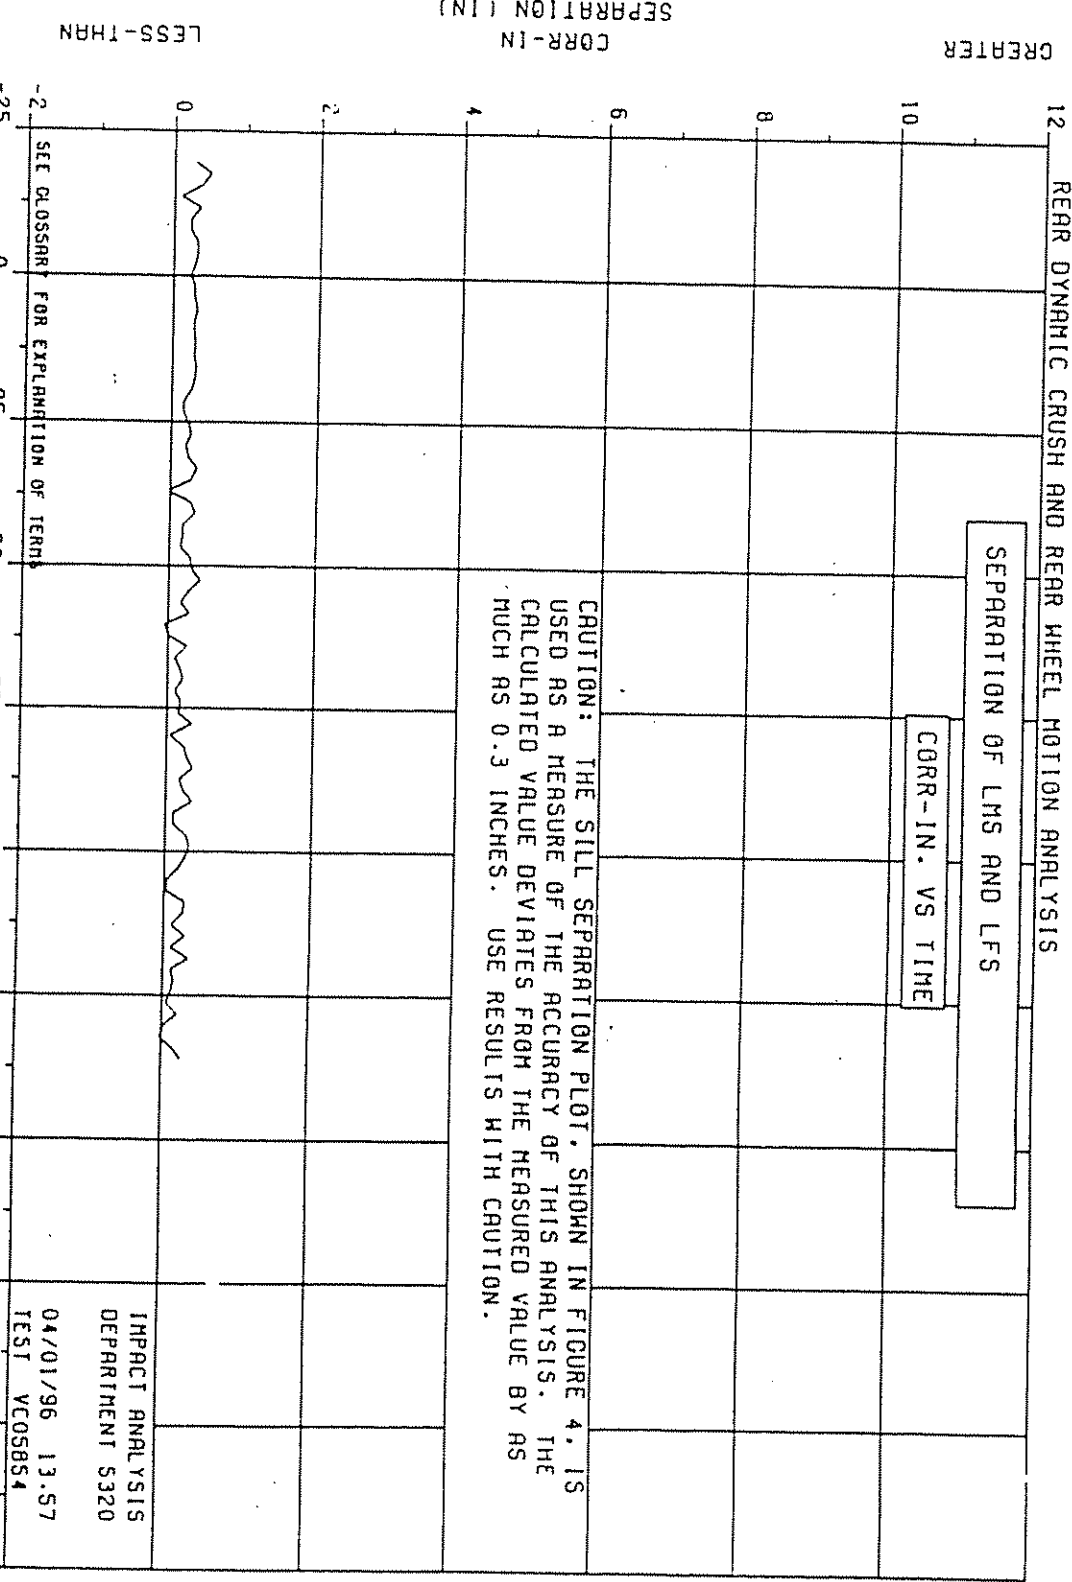 REAR DYNAMIC CRUSH AND REAR WHEEL MOTION ANALYSIS
SEPARATION OF LMS AND LFS
CORR-IN. VS TIME
GREATER
CORR-IN
SEPARATION (IN)
LESS-THAN
12
10
8
6
4
2
0
-2
-25
CAUTION: THE SILL SEPARATION PLOT, SHOWN IN FIGURE 4, IS
USED AS A MEASURE OF THE ACCURACY OF THIS ANALYSIS. THE
CALCULATED VALUE DEVIATES FROM THE MEASURED VALUE BY AS
MUCH AS 0.3 INCHES. USE RESULTS WITH CAUTION.
SEE GLOSSARY FOR EXPLANATION OF TERMS
IMPACT ANALYSIS
DEPARTMENT 5320
04/01/96 13.57
TEST VC05854